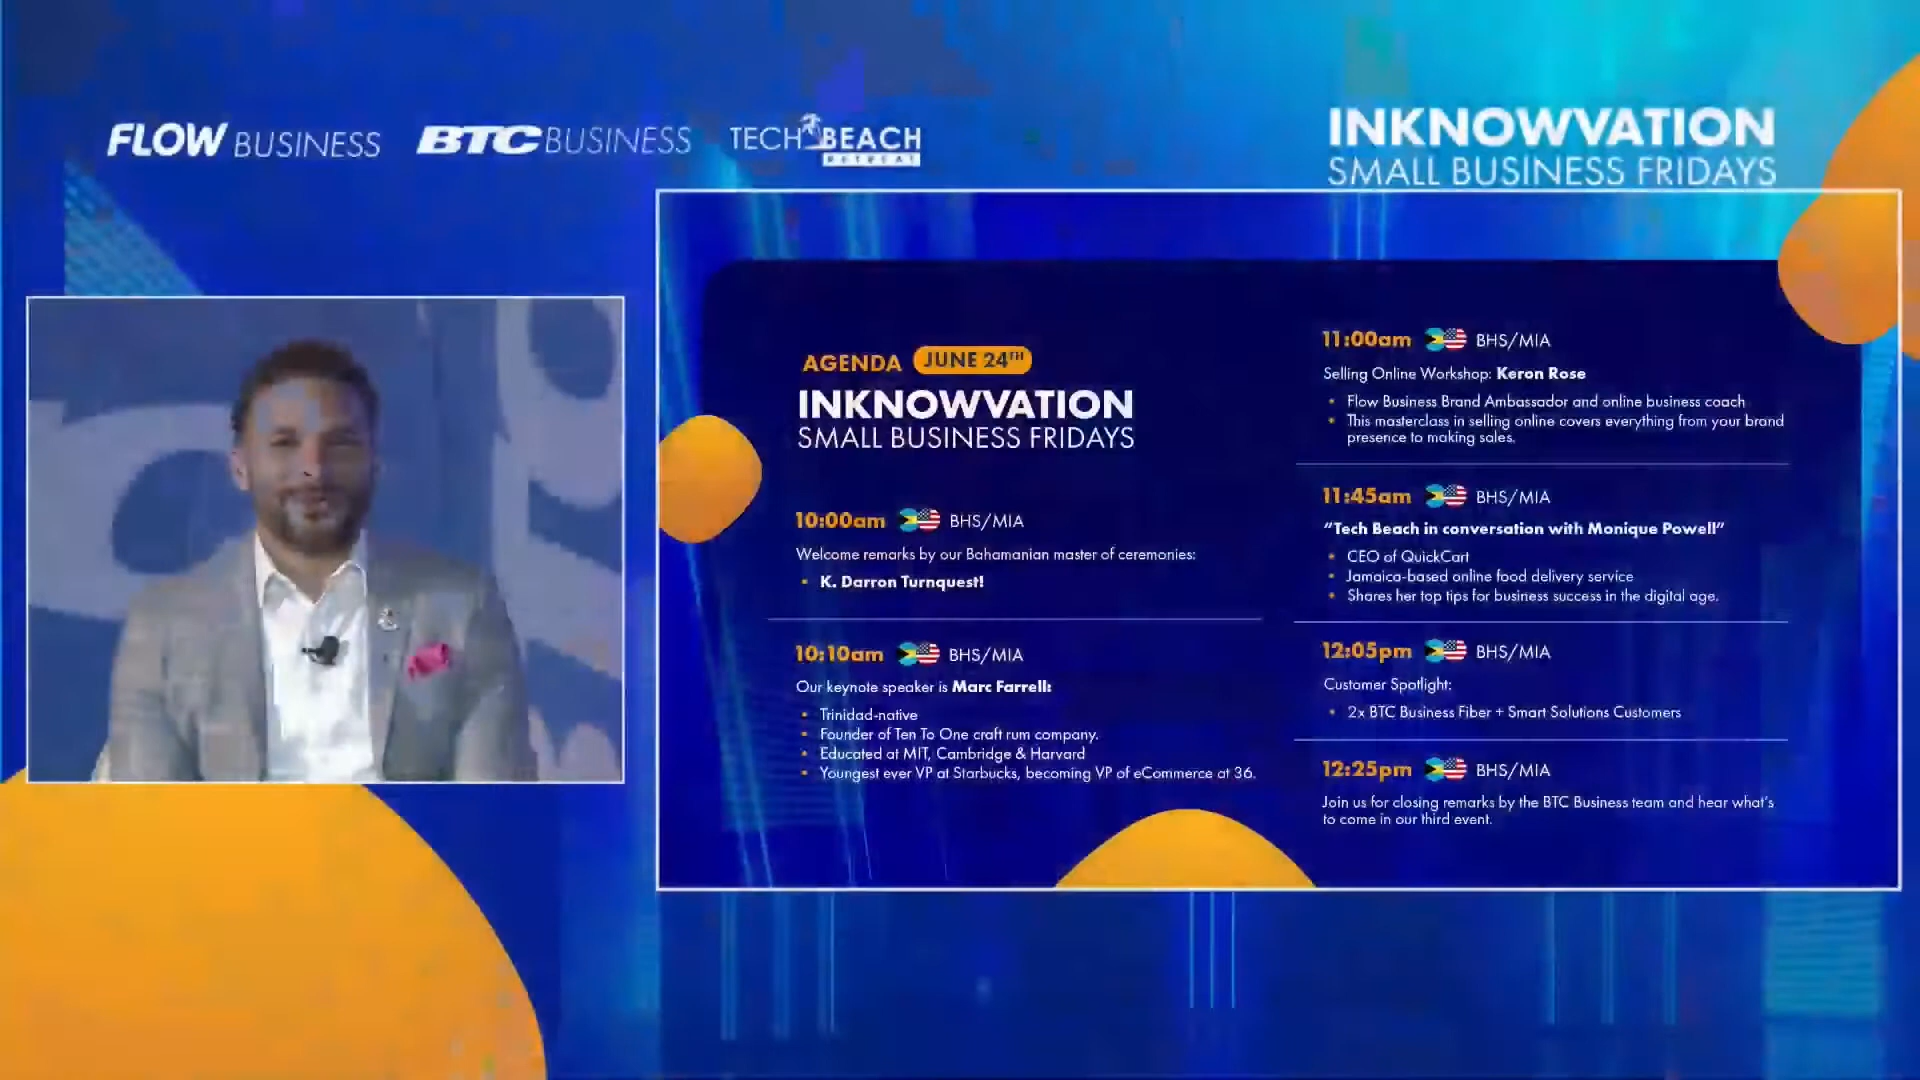 FLOW BUSINESS
BTC BUSINESS
TECH BEACH
RETREAT
INKNOWVATION
SMALL BUSINESS FRIDAYS
AGENDA JUNE 24TH
INKNOWVATION
SMALL BUSINESS FRIDAYS
10:00am BHS/MIA
Welcome remarks by our Bahamanian master of ceremonies:
• K. Darron Turnquest!
10:10am BHS/MIA
Our keynote speaker is Marc Farrell:
• Trinidad-native
• Founder of Ten To One craft rum company.
• Educated at MIT, Cambridge & Harvard
• Youngest ever VP at Starbucks, becoming VP of eCommerce at 36.
11:00am BHS/MIA
Selling Online Workshop: Keron Rose
• Flow Business Brand Ambassador and online business coach
• This masterclass in selling online covers everything from your brand
presence to making sales.
11:45am BHS/MIA
“Tech Beach in conversation with Monique Powell”
• CEO of QuickCart
• Jamaica-based online food delivery service
• Shares her top tips for business success in the digital age.
12:05pm BHS/MIA
Customer Spotlight:
• 2x BTC Business Fiber + Smart Solutions Customers
12:25pm BHS/MIA
Join us for closing remarks by the BTC Business team and hear what's
to come in our third event.